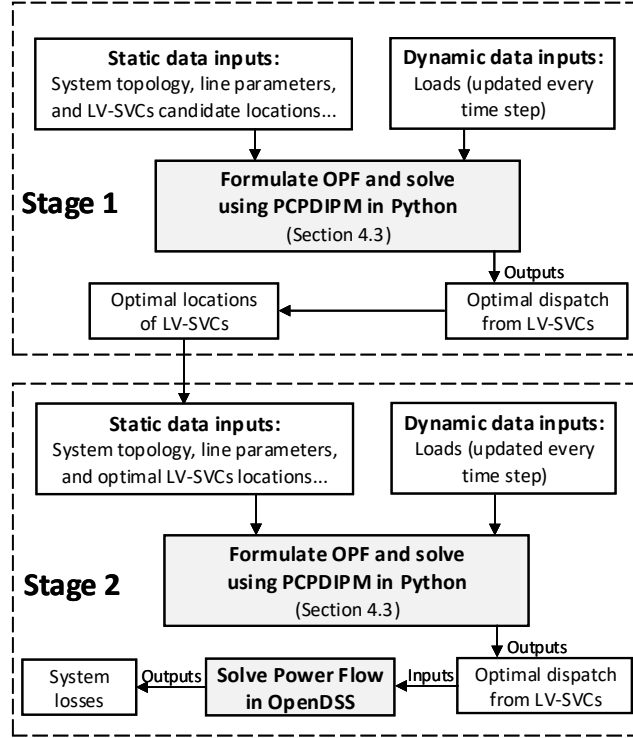 Static data inputs:
System topology, line parameters,
and LV-SVCs candidate locations...
Dynamic data inputs:
Loads (updated every
time step)
Stage 1
Formulate OPF and solve
using PCPDIPM in Python
(Section 4.3)
Outputs
Optimal locations
of LV-SVCs
Optimal dispatch
from LV-SVCs
Static data inputs:
System topology, line parameters,
and optimal LV-SVCs locations...
Dynamic data inputs:
Loads (updated every
time step)
Stage 2
Formulate OPF and solve
using PCPDIPM in Python
(Section 4.3)
Outputs
System
losses
Outputs
Solve Power Flow
in OpenDSS
Inputs
Optimal dispatch
from LV-SVCs